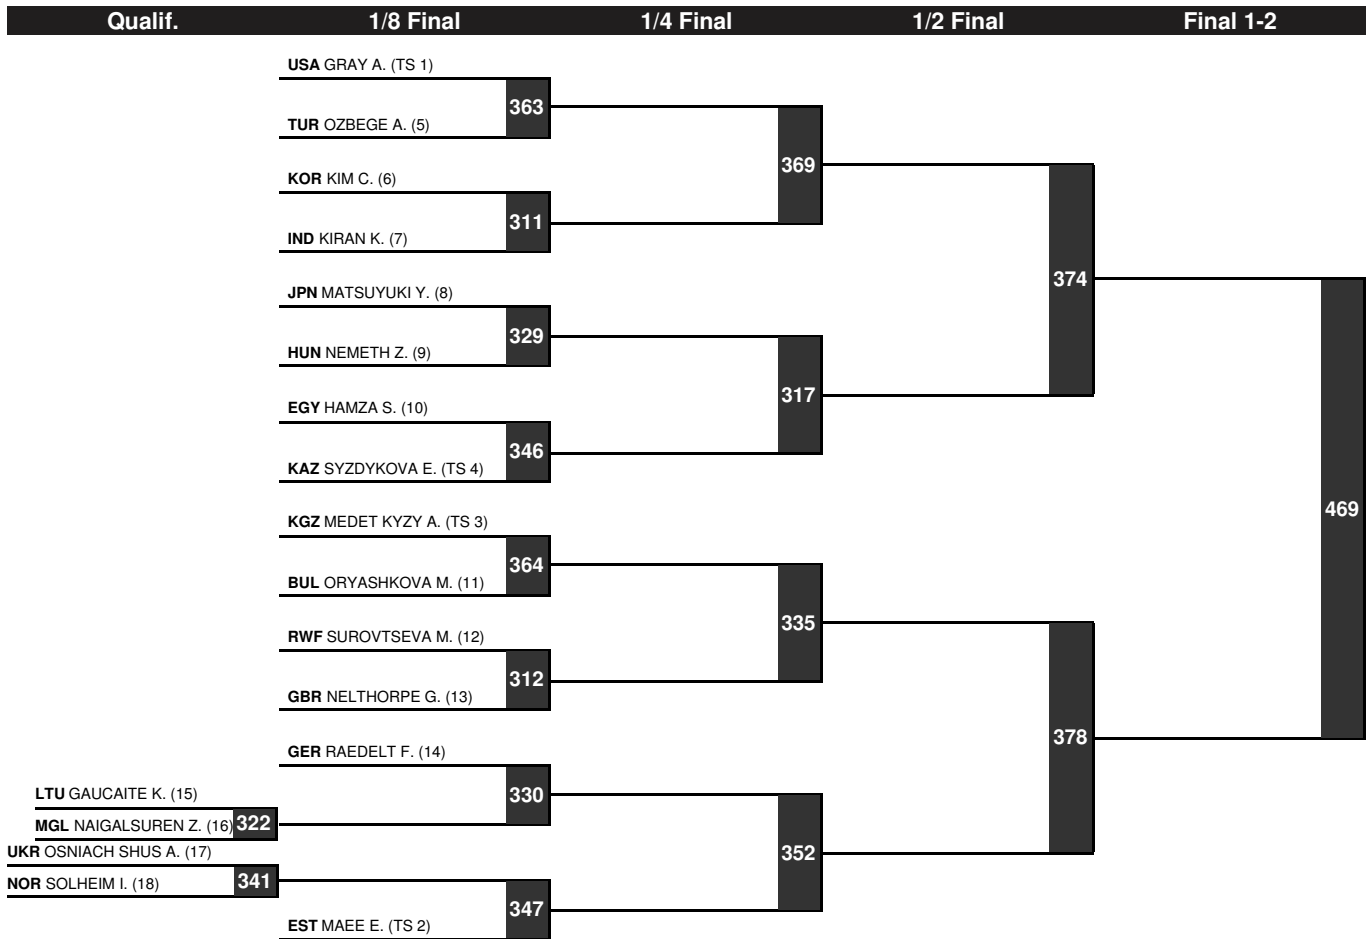 Qualif. 1/8 Final 1/4 Final 1/2 Final Final 1-2
USA GRAY A. (TS 1)
363
TUR OZBEGE A. (5)
369
KOR KIM C. (6)
311
IND KIRAN K. (7)
374
JPN MATSUYUKI Y. (8)
329
HUN NEMETH Z. (9)
317
EGY HAMZA S. (10)
346
KAZ SYZDYKOVA E. (TS 4)
469
KGZ MEDET KYZY A. (TS 3)
364
BUL ORYASHKOVA M. (11)
335
RWF SUROVTSEVA M. (12)
312
GBR NELTHORPE G. (13)
378
GER RAEDELT F. (14)
330
LTU GAUCAITE K. (15)
MGL NAIGALSUREN Z. (16) 322
UKR OSNIACH SHUS A. (17)
352
NOR SOLHEIM I. (18) 341
347
EST MAEE E. (TS 2)